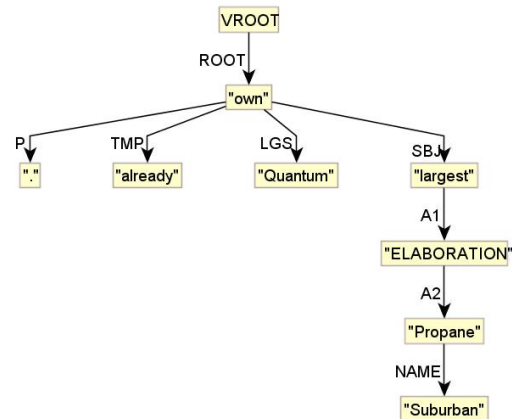 VROOT
ROOT
"own"
P TMP LGS SBJ
"." "already" "Quantum" "largest"
A1
"ELABORATION"
A2
"Propane"
NAME
"Suburban"